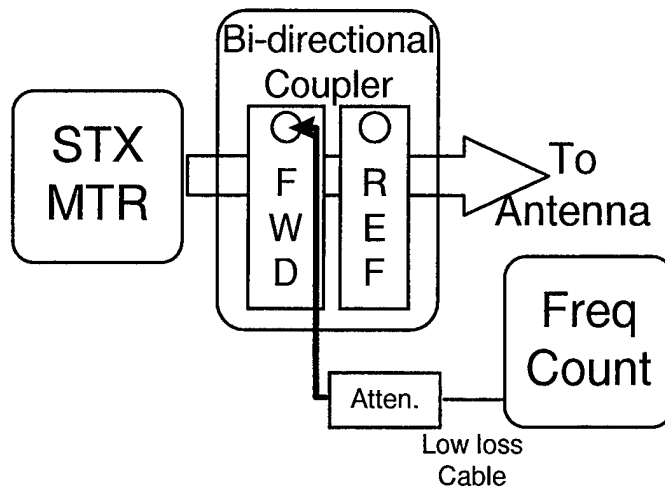 Bi-directional
Coupler
STX
MTR
F
W
D
R
E
F
To
Antenna
Freq
Count
Atten.
Low loss
Cable